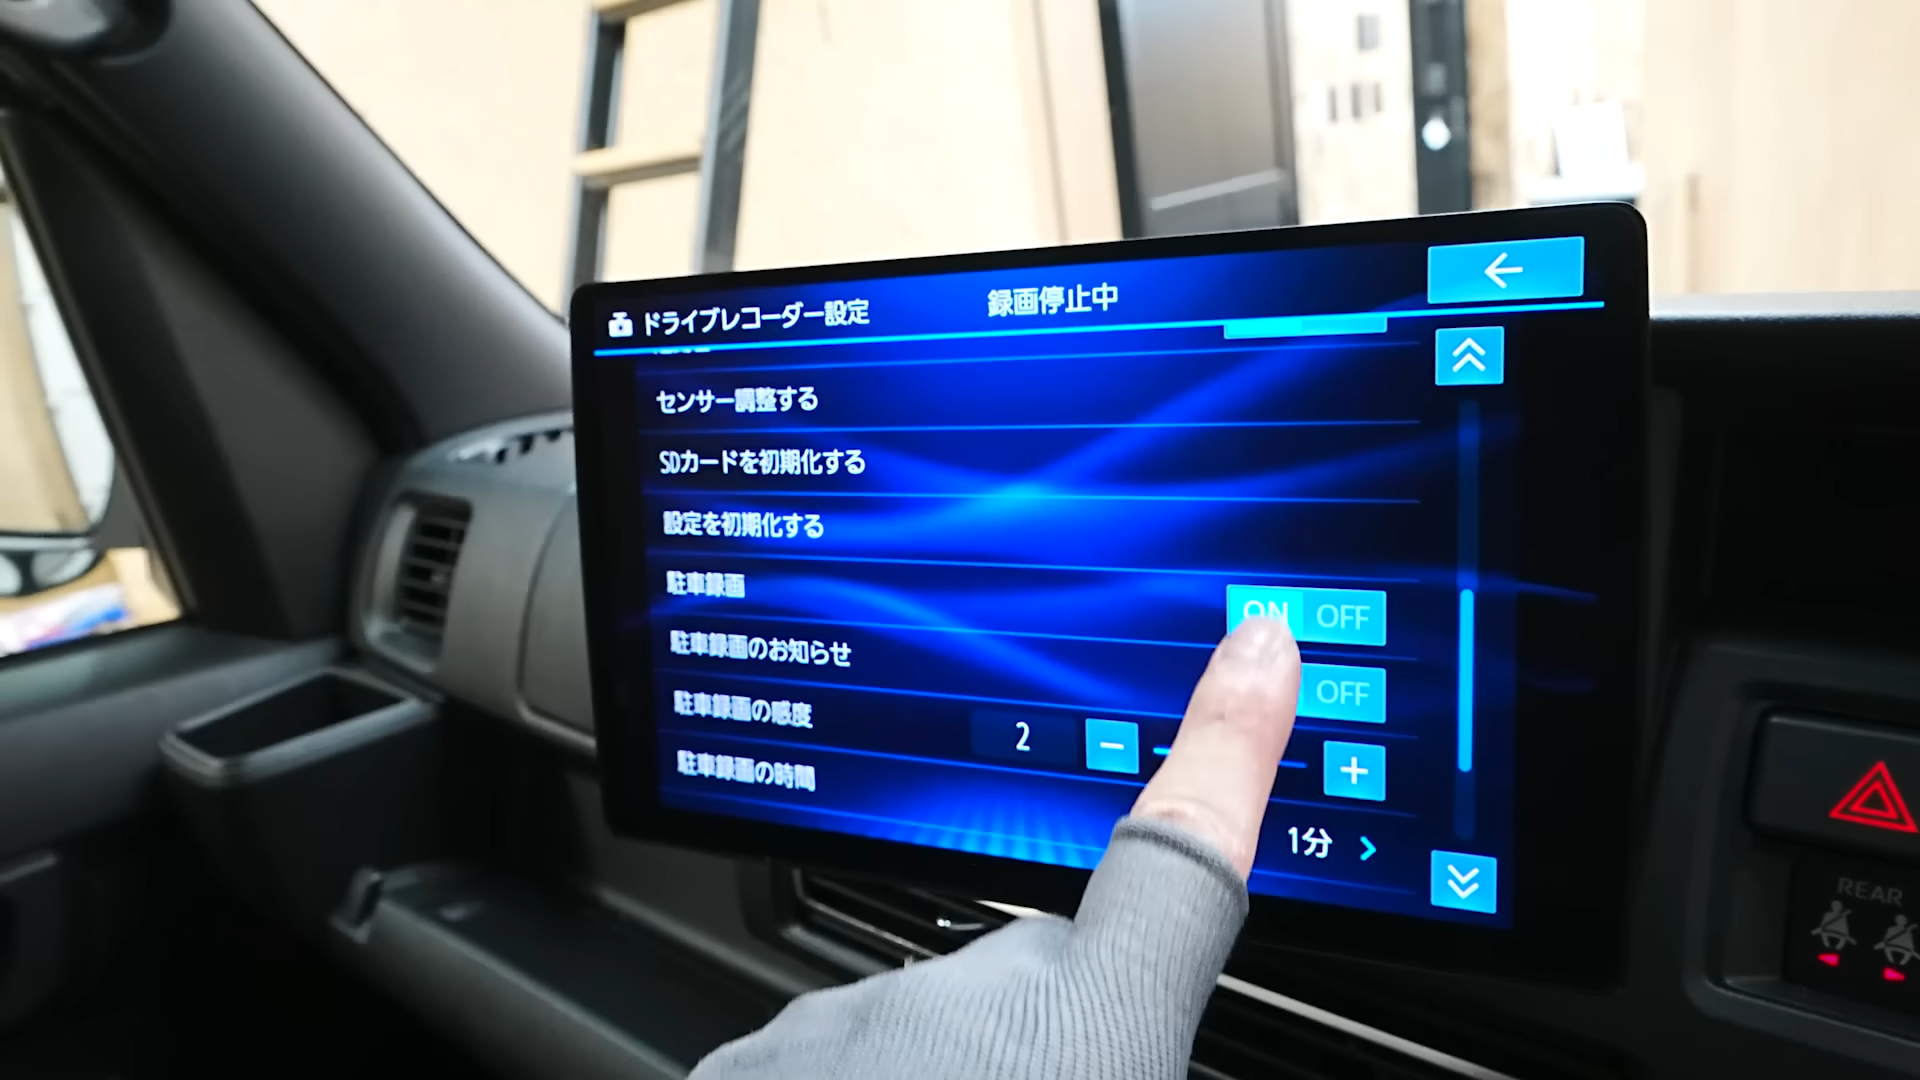 ドライブレコーダー設定
録画停止中
センサー調整する
SDカードを初期化する
設定を初期化する
駐車録画
ON OFF
駐車録画のお知らせ
OFF
駐車録画の感度
2 − +
駐車録画の時間
1分
REAR